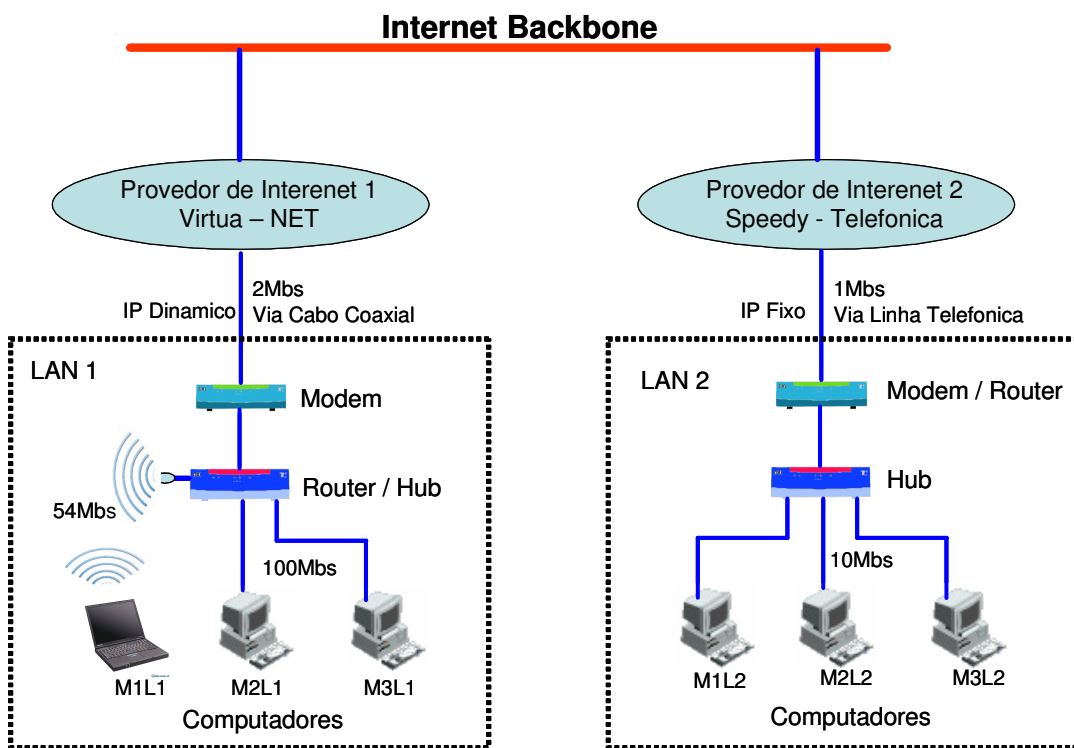 Internet Backbone
Provedor de Interenet 1
Virtua – NET
Provedor de Interenet 2
Speedy - Telefonica
IP Dinamico
2Mbs
Via Cabo Coaxial
IP Fixo
1Mbs
Via Linha Telefonica
LAN 1
Modem
Router / Hub
54Mbs
100Mbs
M1L1
M2L1
M3L1
Computadores
LAN 2
Modem / Router
Hub
10Mbs
M1L2
M2L2
M3L2
Computadores